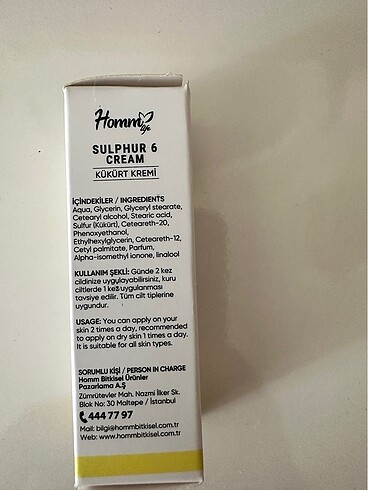 Homm
life
SULPHUR 6
CREAM
KÜKÜRT KREMİ
İÇİNDEKİLER / INGREDIENTS
Aqua, Glycerin, Glyceryl stearate,
Cetearyl alcohol, Stearic acid,
Sulfur (Kükürt), Ceteareth-20,
Phenoxyethanol,
Ethylhexylglycerin, Ceteareth-12,
Cetyl palmitate, Parfum,
Alpha-isomethyl ionone, linalool
KULLANIM ŞEKLİ: Günde 2 kez
cildinize uygulayabilirsiniz, kuru
ciltlerde 1 kez uygulanması
tavsiye edilir. Tüm cilt tiplerine
uygundur.
USAGE: You can apply on your
skin 2 times a day, recommended
to apply on dry skin 1 times a day.
It is suitable for all skin types.
SORUMLU KİŞİ / PERSON IN CHARGE
Homm Bitkisel Ürünler
Pazarlama A.Ş
Zümrütevler Mah. Nazmi İlker Sk.
Blok No: 30 Maltepe / İstanbul
444 77 97
Mail: bilgi@hommbitkisel.com.tr
Web: www.hommbitkisel.com.tr